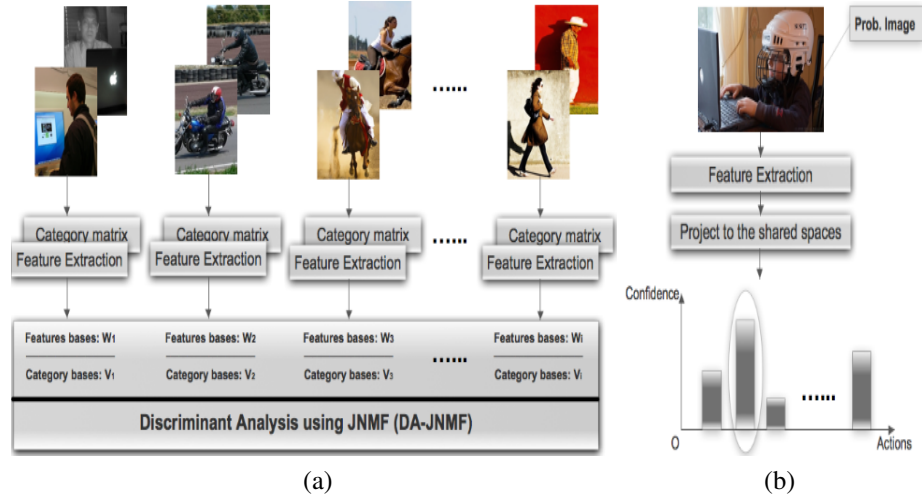 Category matrix
Feature Extraction
Category matrix
Feature Extraction
Category matrix
Feature Extraction
......
......
Category matrix
Feature Extraction
Features bases: W1
Category bases: V1
Features bases: W2
Category bases: V2
Features bases: W3
Category bases: V3
......
Features bases: Wi
Category bases: Vi
Discriminant Analysis using JNMF (DA-JNMF)
(a)
Prob. Image
Feature Extraction
Project to the shared spaces
Confidence
......
O
Actions
(b)